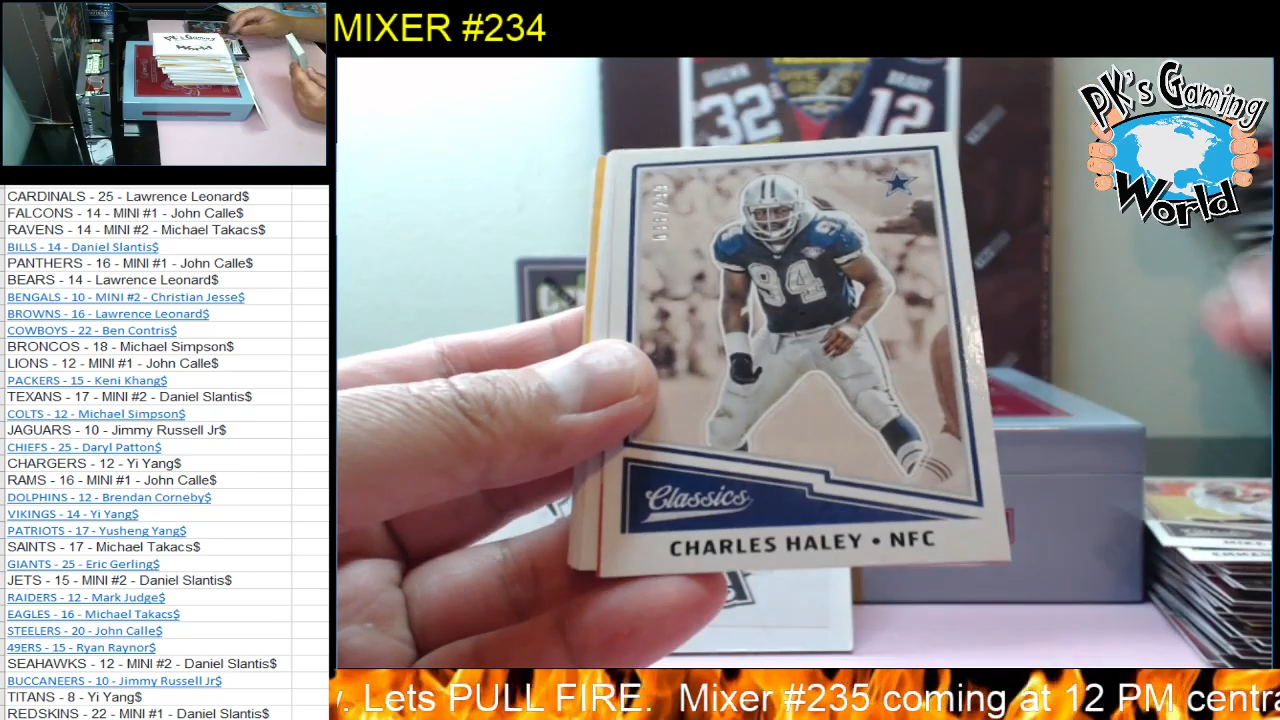 MIXER #234
PK's Gaming World
CARDINALS - 25 - Lawrence Leonard$
FALCONS - 14 - MINI #1 - John Calle$
RAVENS - 14 - MINI #2 - Michael Takacs$
BILLS - 14 - Daniel Slantis$
PANTHERS - 16 - MINI #1 - John Calle$
BEARS - 14 - Lawrence Leonard$
BENGALS - 10 - MINI #2 - Christian Jesse$
BROWNS - 16 - Lawrence Leonard$
COWBOYS - 22 - Ben Contris$
BRONCOS - 18 - Michael Simpson$
LIONS - 12 - MINI #1 - John Calle$
PACKERS - 15 - Keni Khang$
TEXANS - 17 - MINI #2 - Daniel Slantis$
COLTS - 12 - Michael Simpson$
JAGUARS - 10 - Jimmy Russell Jr$
CHIEFS - 25 - Daryl Patton$
CHARGERS - 12 - Yi Yang$
RAMS - 16 - MINI #1 - John Calle$
DOLPHINS - 12 - Brendan Corneby$
VIKINGS - 14 - Yi Yang$
PATRIOTS - 17 - Yusheng Yang$
SAINTS - 17 - Michael Takacs$
GIANTS - 25 - Eric Gerling$
JETS - 15 - MINI #2 - Daniel Slantis$
RAIDERS - 12 - Mark Judge$
EAGLES - 16 - Michael Takacs$
STEELERS - 20 - John Calle$
49ERS - 15 - Ryan Raynor$
SEAHAWKS - 12 - MINI #2 - Daniel Slantis$
BUCCANEERS - 10 - Jimmy Russell Jr$
TITANS - 8 - Yi Yang$
REDSKINS - 22 - MINI #1 - Daniel Slantis$
BROWN
32
BRADY
12
94
Classics
CHARLES HALEY • NFC
. Lets PULL FIRE. Mixer #235 coming at 12 PM centra